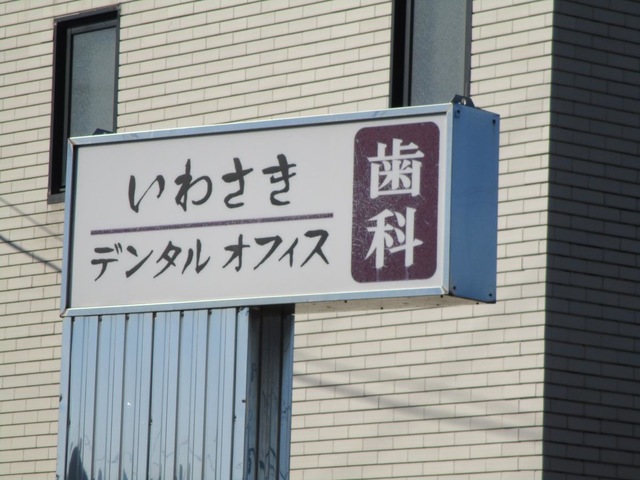 いわさき
デンタル オフィス
歯科